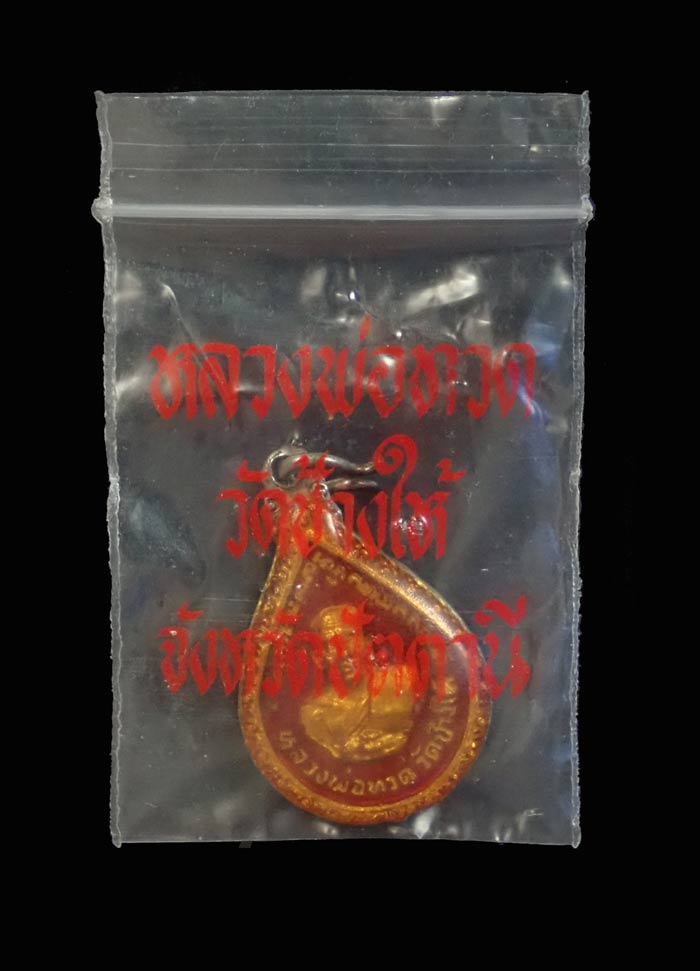 หลวงพ่อทวด
วัดช้างให้
จังหวัดปัตตานี
หลวงพ่อทวด วัดช้างให้